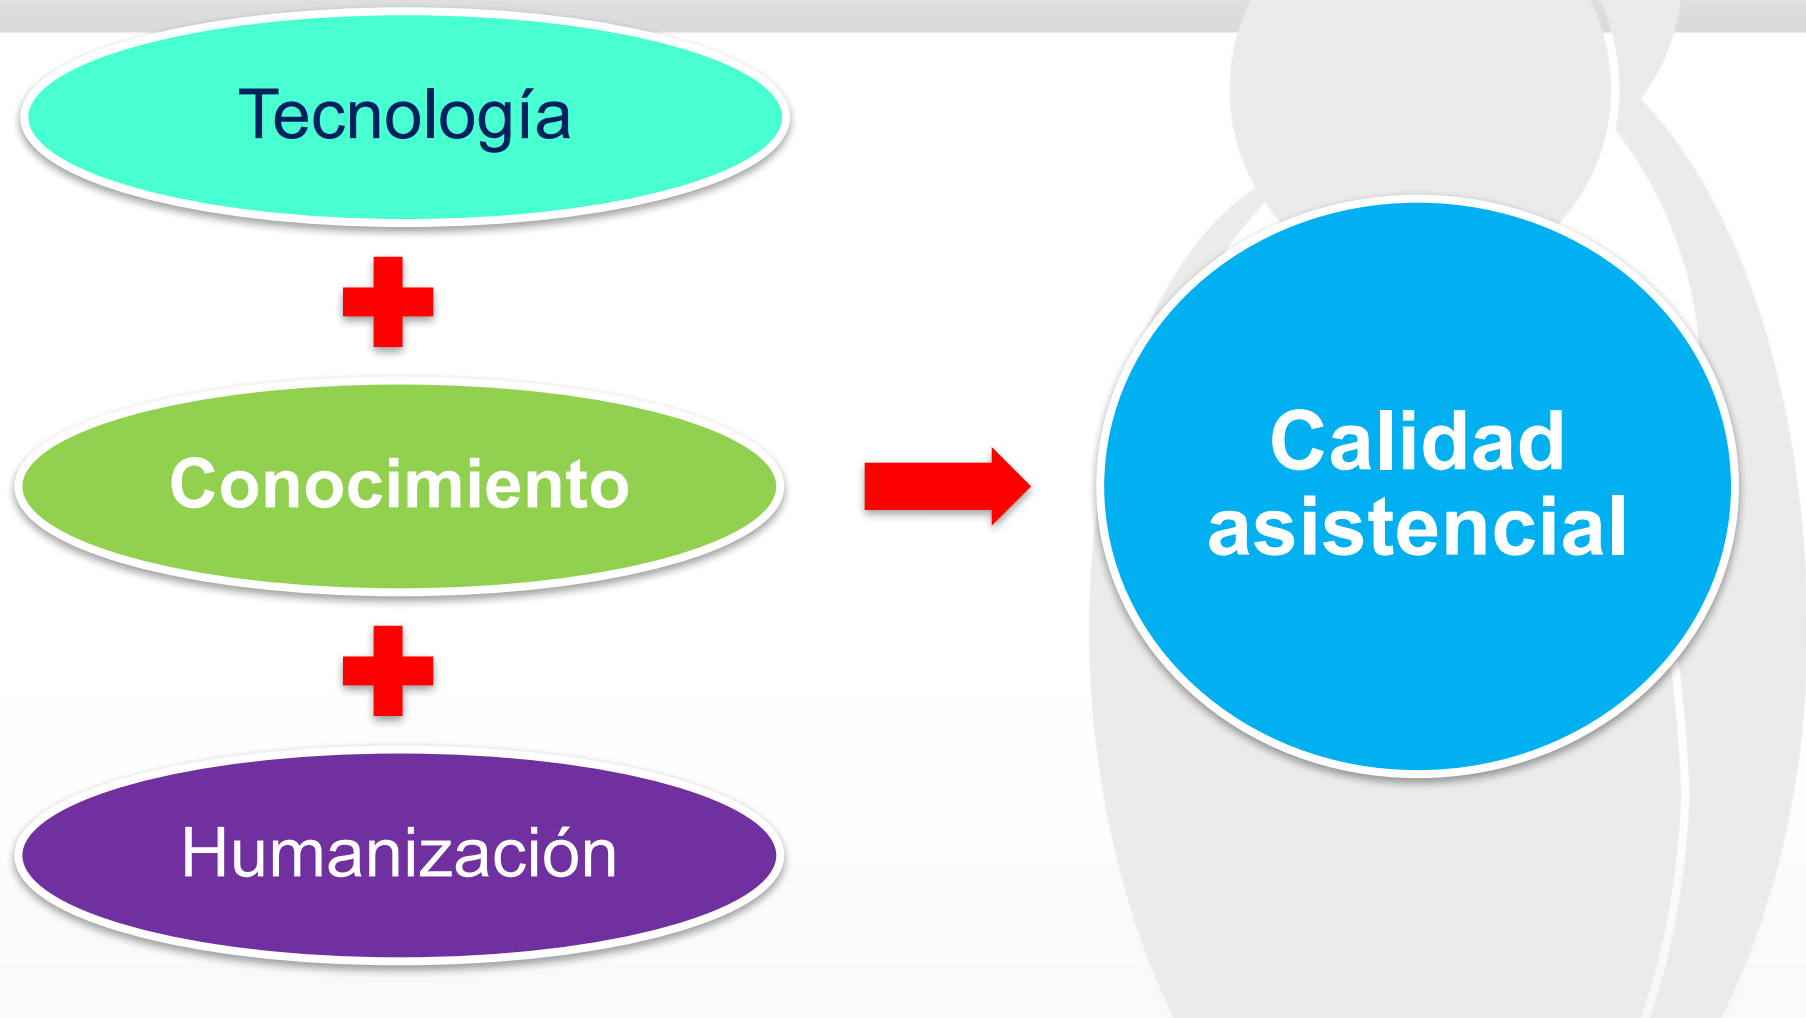 Tecnología
Conocimiento
Humanización
Calidad
asistencial